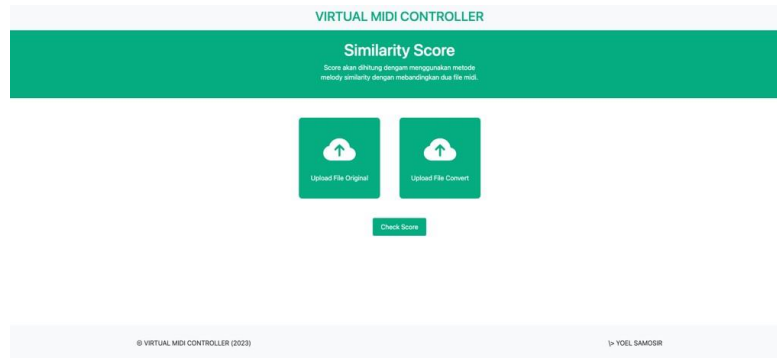 VIRTUAL MIDI CONTROLLER
Similarity Score
Score akan dihitung dengam menggunakan metode
melody similarity dengan mebandingkan dua file midi.
Upload File Original
Upload File Convert
Check Score
© VIRTUAL MIDI CONTROLLER (2023)
\> YOEL SAMOSIR